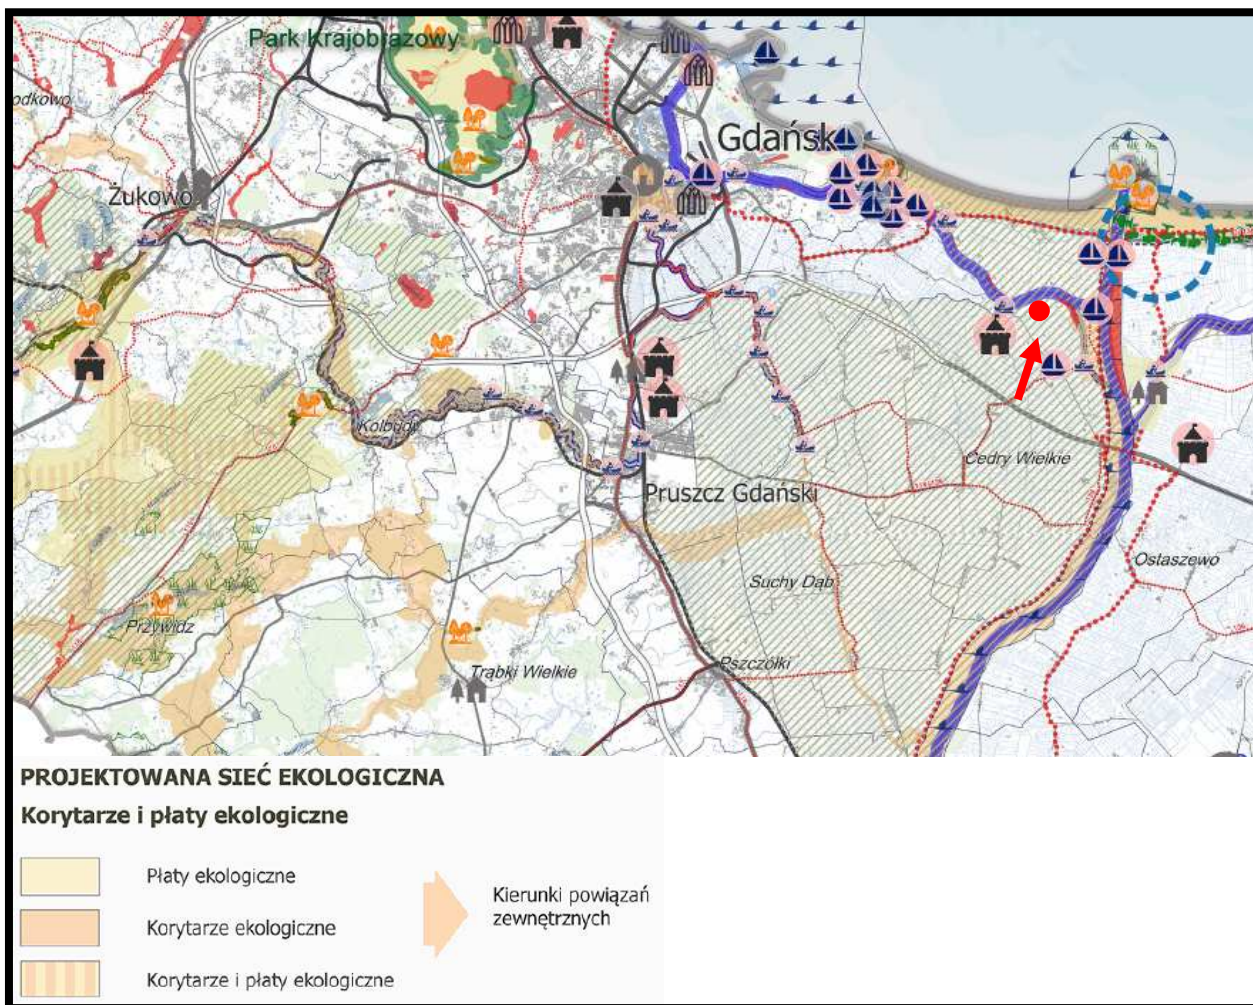 Park Krajobrazowy
Gdańsk
Żukowo
Kolbudy
Cedry Wielkie
Pruszcz Gdański
Ostaszewo
Suchy Dąb
Przywidz
Pszczółki
Trąbki Wielkie
PROJEKTOWANA SIEĆ EKOLOGICZNA
Korytarze i płaty ekologiczne
Płaty ekologiczne
Korytarze ekologiczne
Korytarze i płaty ekologiczne
Kierunki powiązań
zewnętrznych